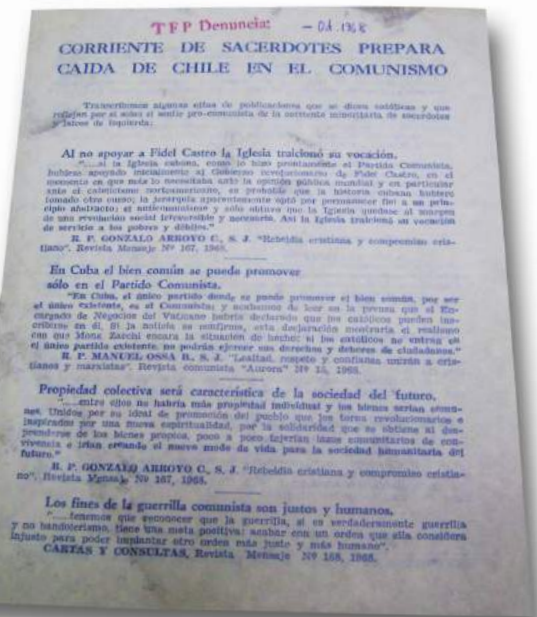 TFP Denuncia: - 01.1968
CORRIENTE DE SACERDOTES PREPARA
CAIDA DE CHILE EN EL COMUNISMO
Transcribimos algunas citas de publicaciones que se dicen católicas y que
reflejan por sí solas el sentir pro-comunista de la corriente minoritaria de sacerdotes
y laicos de izquierda:
Al no apoyar a Fidel Castro la Iglesia traicionó su vocación.
"....si la Iglesia cubana, como lo hizo prontamente el Partido Comunista,
hubiese apoyado inicialmente al Gobierno revolucionario de Fidel Castro, en el
momento en que más lo necesitaba ante la opinión pública mundial y en particular
ante el catolicismo norteamericano, es probable que la historia cubana hubiera
tomado otro curso; la jerarquía aparentemente optó por permanecer fiel a un prin-
cipio abstracto: el anticomunismo y sólo obtuvo que la Iglesia quedase al margen
de una revolución social irreversible y necesaria. Así la Iglesia traicionó su vocación
de servicio a los pobres y débiles."
R. P. GONZALO ARROYO C., S. J. "Rebeldía cristiana y compromiso cris-
tiano". Revista Mensaje Nº 167, 1968.
En Cuba el bien común se puede promover
sólo en el Partido Comunista.
"En Cuba, el único partido donde se puede promover el bien común, por ser
el único existente, es el Comunista; y acabamos de leer en la prensa que el En-
cargado de Negocios del Vaticano habría declarado que los católicos pueden ins-
cribirse en él. Si la noticia se confirma, esta declaración mostraría el realismo
con que Mons. Zacchi encara la situación de hecho: si los católicos no entran en
el único partido existente, no podrán ejercer sus derechos y deberes de ciudadanos."
R. P. MANUEL OSSA B., S. J. "Lealtad, respeto y confianza unirán a cris-
tianos y marxistas". Revista comunista "Aurora" Nº 15, 1968.
Propiedad colectiva será característica de la sociedad del futuro.
"....entre ellos no habría más propiedad individual y los bienes serían comu-
nes. Unidos por su ideal de promoción del pueblo que los torna revolucionarios e
inspirados por una nueva espiritualidad, por la solidaridad que se obtiene al des-
prenderse de los bienes propios, poco a poco tejerían lazos comunitarios de con-
vivencia e irían creando el nuevo modo de vida para la sociedad humanitaria del
futuro."
R. P. GONZALO ARROYO C., S. J. "Rebeldía cristiana y compromiso cristia-
no". Revista Mensaje Nº 167, 1968.
Los fines de la guerrilla comunista son justos y humanos.
"....tenemos que reconocer que la guerrilla, si es verdaderamente guerrilla
y no bandolerismo, tiene una meta positiva: acabar con un orden que ella considera
injusto para poder implantar otro orden más justo y más humano".
CARTAS Y CONSULTAS, Revista Mensaje Nº 168, 1968.